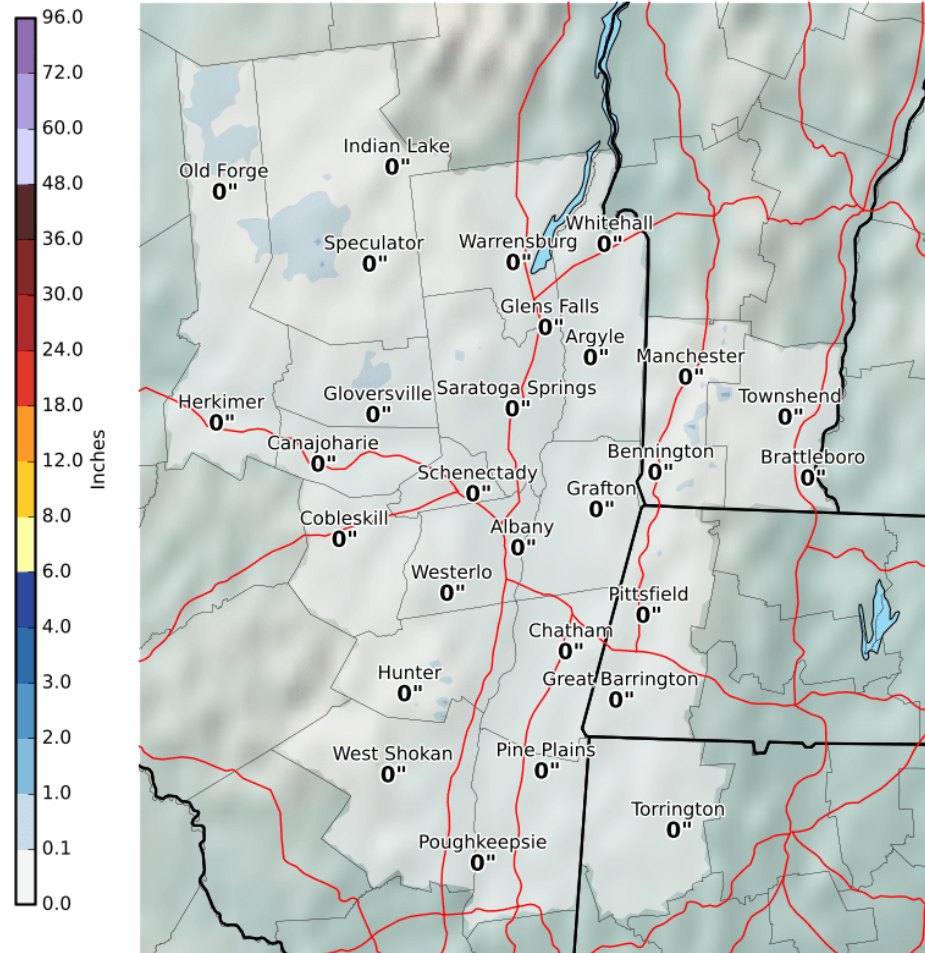 96.0
72.0
60.0
48.0
36.0
30.0
24.0
18.0
12.0
8.0
6.0
4.0
3.0
2.0
1.0
0.1
0.0
Inches
Indian Lake
0"
Old Forge
0"
Whitehall
0"
Speculator
0"
Warrensburg
0"
Glens Falls
0"
Argyle
0"
Manchester
0"
Gloversville
0"
Saratoga Springs
0"
Townshend
0"
Herkimer
0"
Canajoharie
0"
Bennington
0"
Brattleboro
0"
Schenectady
0"
Grafton
0"
Cobleskill
0"
Albany
0"
Westerlo
0"
Pittsfield
0"
Chatham
0"
Hunter
0"
Great Barrington
0"
West Shokan
0"
Pine Plains
0"
Torrington
0"
Poughkeepsie
0"